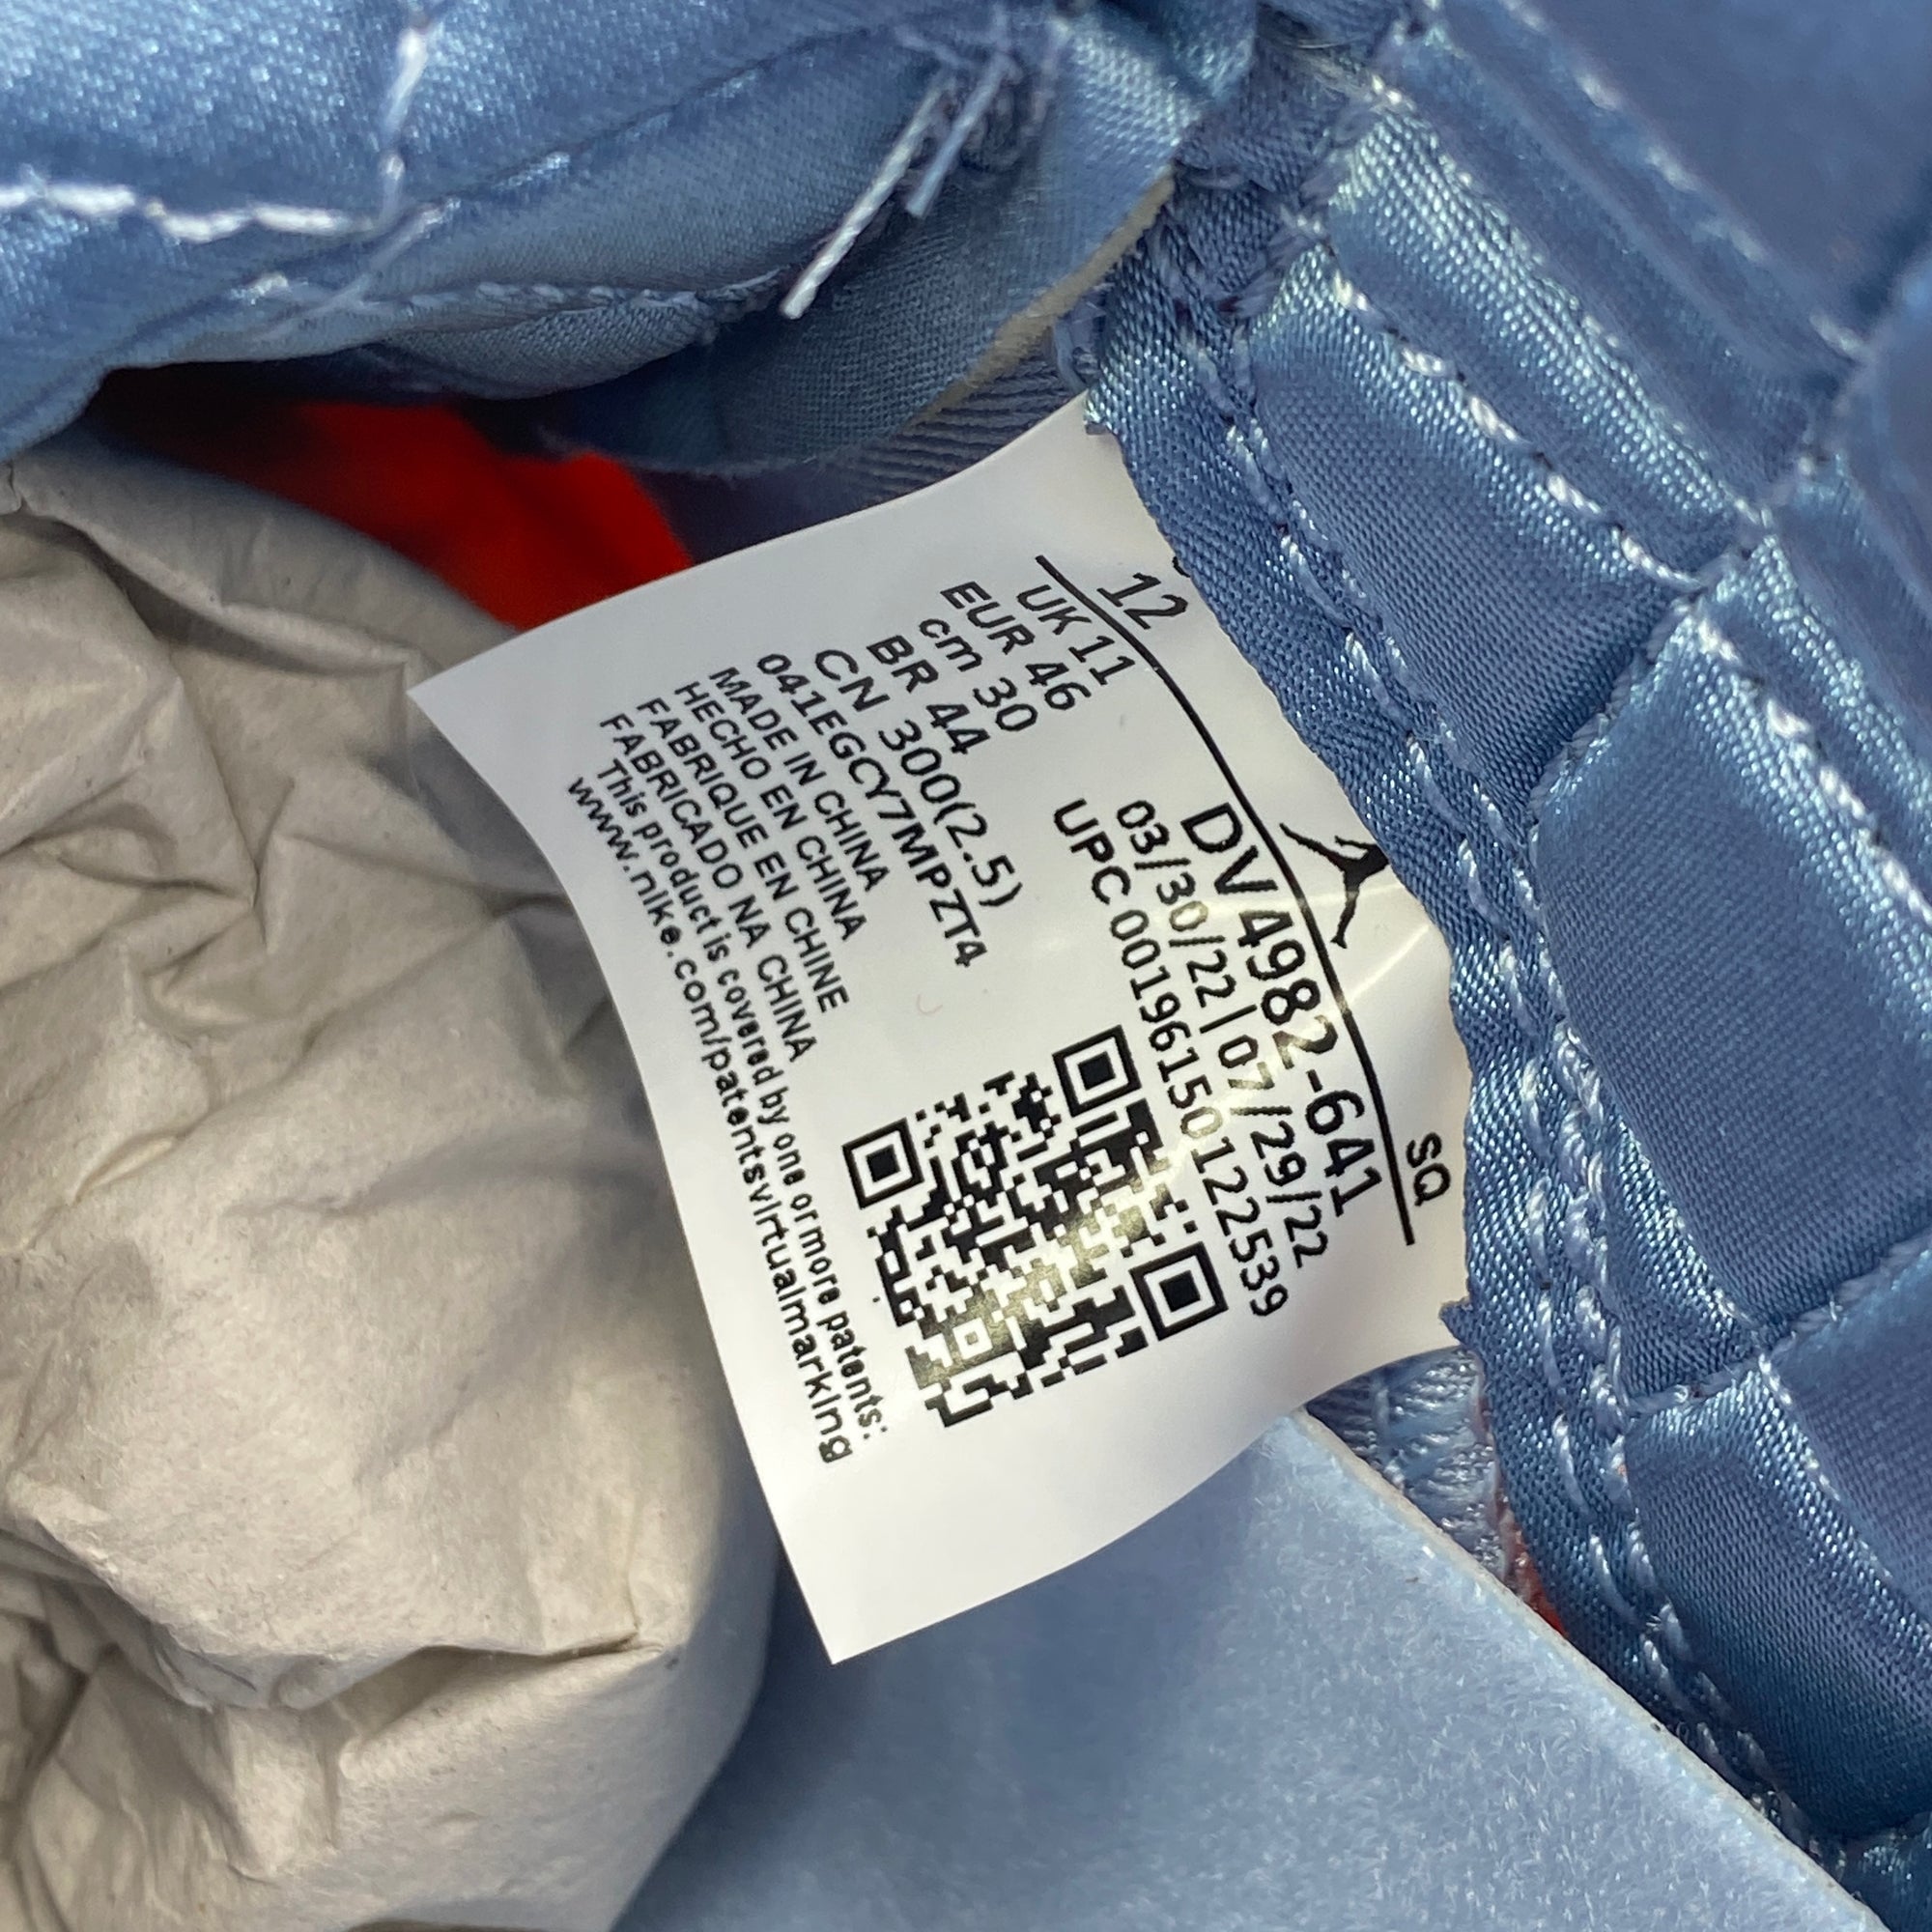 12
SQ
UK 11
EUR 46
cm 30
BR 44
CN 300(2.5)
041EGCY7MPZT4
DV4982-641
03/30/22|07/29/22
UPC 00196150122539
MADE IN CHINA
HECHO EN CHINA
FABRIQUE EN CHINE
FABRICADO NA CHINA
This product is covered by one or more patents:
www.nike.com/patentsvirtualmarking